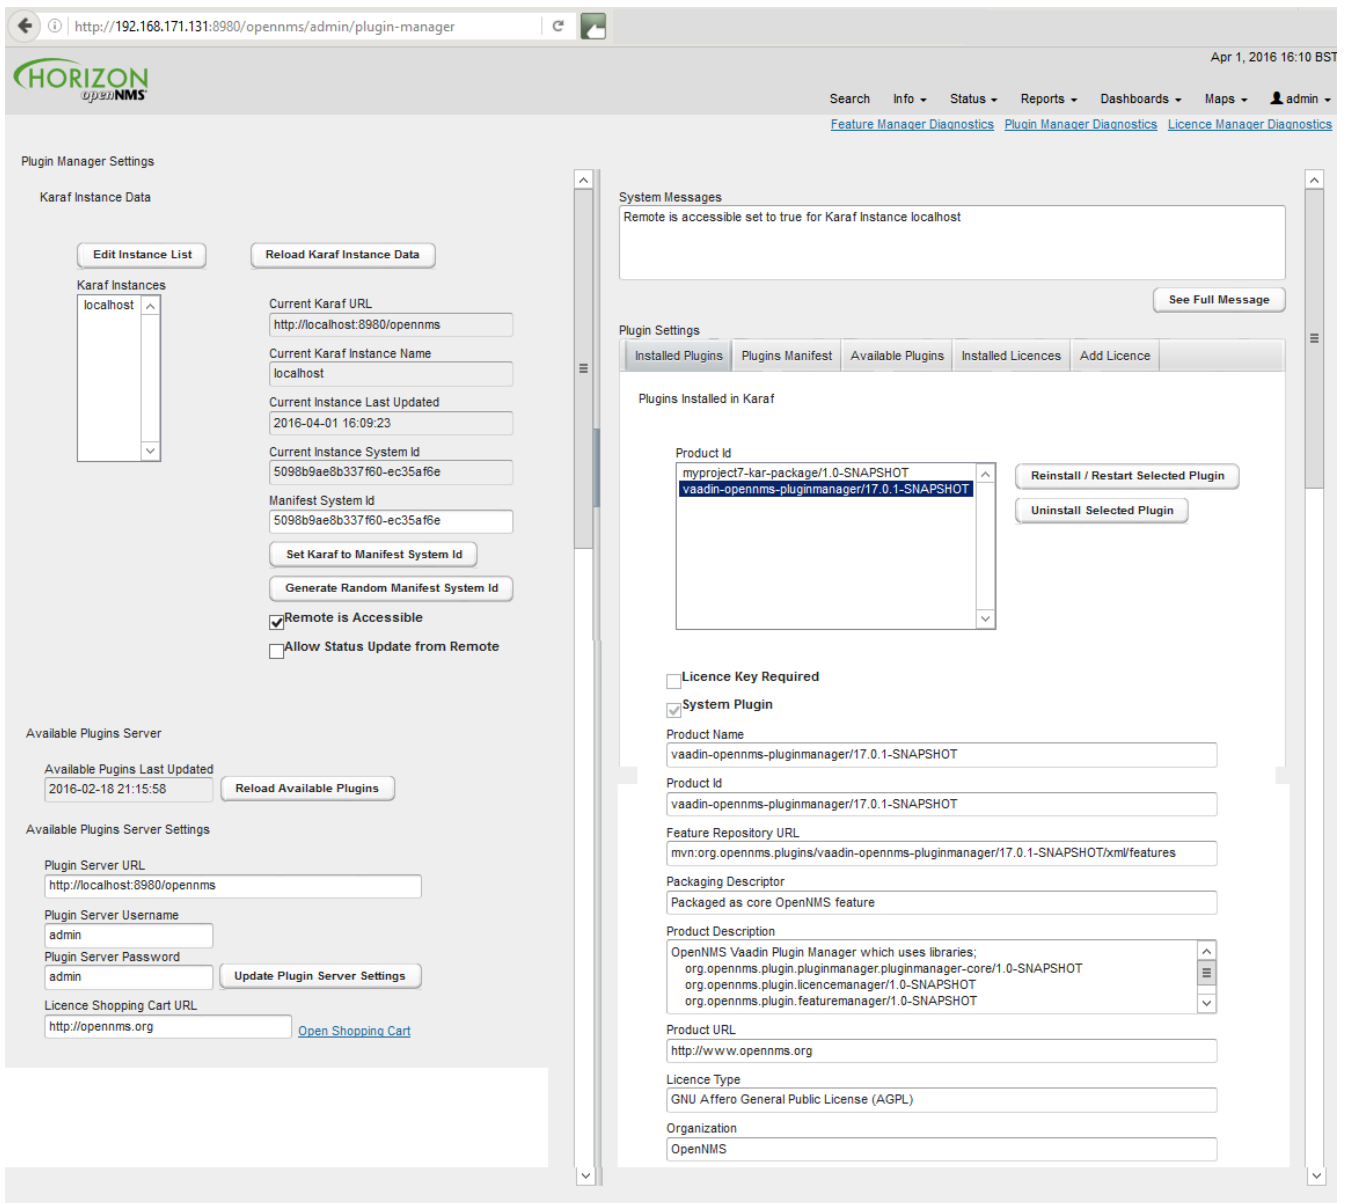 http://192.168.171.131:8980/opennms/admin/plugin-manager
Apr 1, 2016 16:10 BST
HORIZON
openNMS
Search Info Status Reports Dashboards Maps admin
Feature Manager Diagnostics Plugin Manager Diagnostics Licence Manager Diagnostics
Plugin Manager Settings
Karaf Instance Data
Edit Instance List
Reload Karaf Instance Data
Karaf Instances
localhost
Current Karaf URL
http://localhost:8980/opennms
Current Karaf Instance Name
localhost
Current Instance Last Updated
2016-04-01 16:09:23
Current Instance System Id
5098b9ae8b337f60-ec35af6e
Manifest System Id
5098b9ae8b337f60-ec35af6e
Set Karaf to Manifest System Id
Generate Random Manifest System Id
Remote is Accessible
Allow Status Update from Remote
Available Plugins Server
Available Pugins Last Updated
2016-02-18 21:15:58
Reload Available Plugins
Available Plugins Server Settings
Plugin Server URL
http://localhost:8980/opennms
Plugin Server Username
admin
Plugin Server Password
admin
Update Plugin Server Settings
Licence Shopping Cart URL
http://opennms.org
Open Shopping Cart
System Messages
Remote is accessible set to true for Karaf Instance localhost
See Full Message
Plugin Settings
Installed Plugins Plugins Manifest Available Plugins Installed Licences Add Licence
Plugins Installed in Karaf
Product Id
myproject7-kar-package/1.0-SNAPSHOT
vaadin-opennms-pluginmanager/17.0.1-SNAPSHOT
Reinstall / Restart Selected Plugin
Uninstall Selected Plugin
Licence Key Required
System Plugin
Product Name
vaadin-opennms-pluginmanager/17.0.1-SNAPSHOT
Product Id
vaadin-opennms-pluginmanager/17.0.1-SNAPSHOT
Feature Repository URL
mvn:org.opennms.plugins/vaadin-opennms-pluginmanager/17.0.1-SNAPSHOT/xml/features
Packaging Descriptor
Packaged as core OpenNMS feature
Product Description
OpenNMS Vaadin Plugin Manager which uses libraries;
org.opennms.plugin.pluginmanager.pluginmanager-core/1.0-SNAPSHOT
org.opennms.plugin.licencemanager/1.0-SNAPSHOT
org.opennms.plugin.featuremanager/1.0-SNAPSHOT
Product URL
http://www.opennms.org
Licence Type
GNU Affero General Public License (AGPL)
Organization
OpenNMS